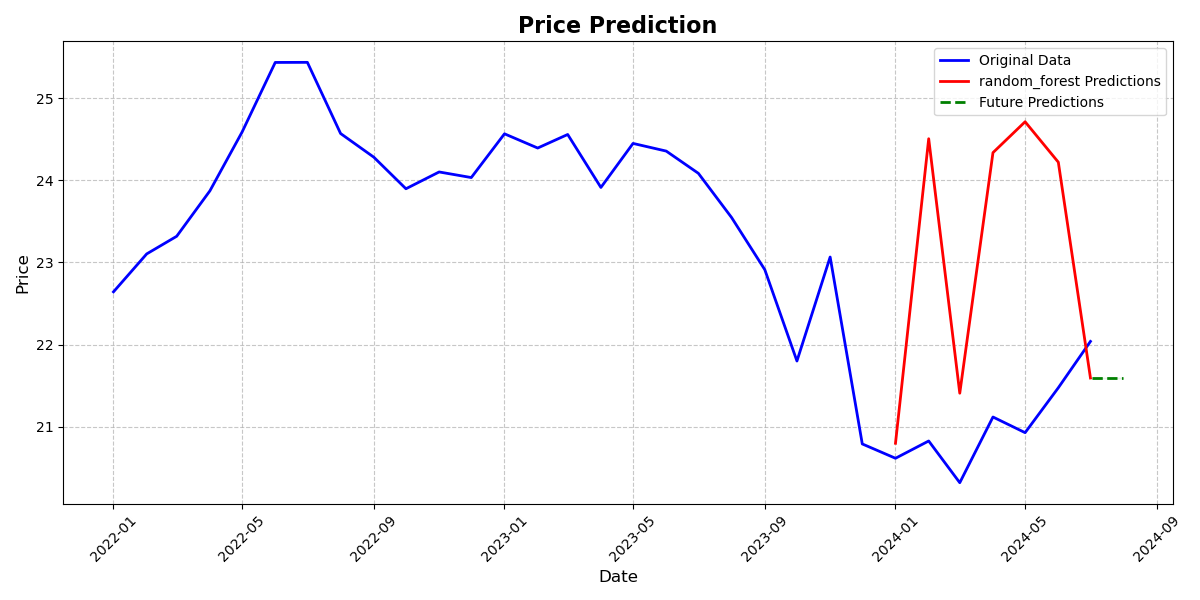 Price Prediction
Original Data
random_forest Predictions
Future Predictions
Price
25
24
23
22
21
2022-01
2022-05
2022-09
2023-01
2023-05
2023-09
2024-01
2024-05
2024-09
Date